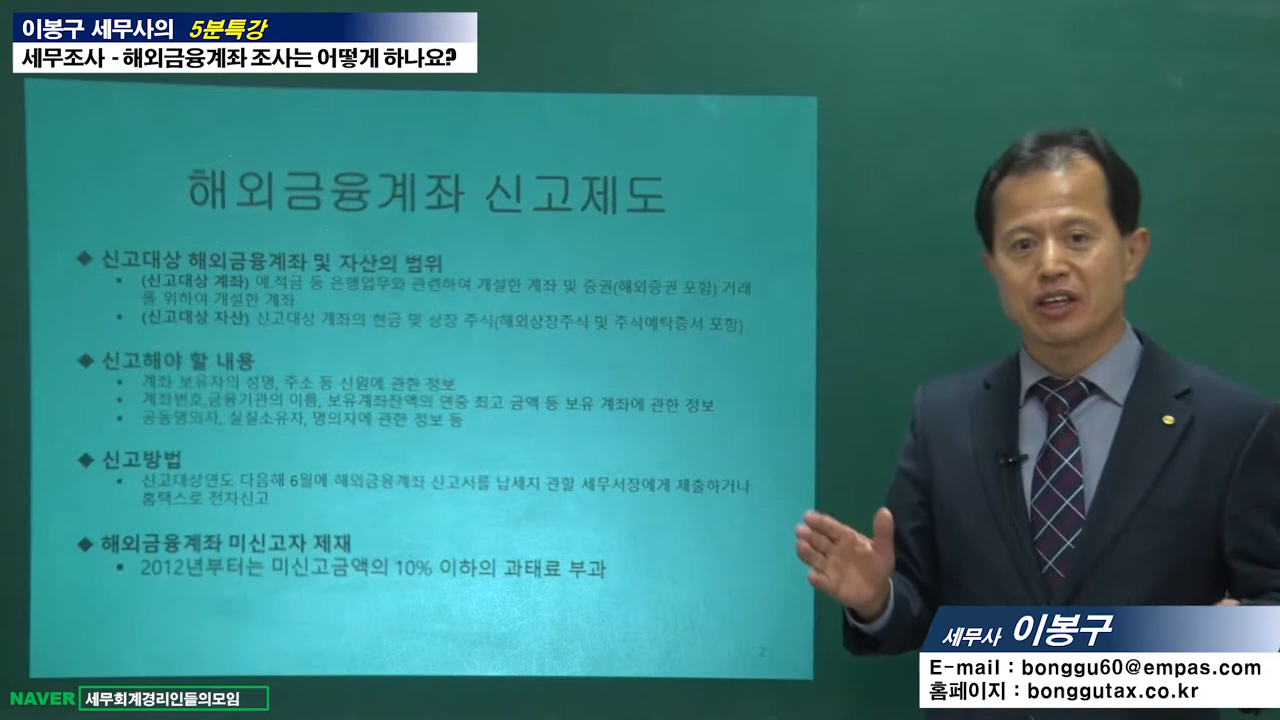 이봉구 세무사의 5분특강
세무조사 - 해외금융계좌 조사는 어떻게 하나요?
해외금융계좌 신고제도
◆ 신고대상 해외금융계좌 및 자산의 범위
▪ (신고대상 계좌) 예.적금 등 은행업무와 관련하여 개설한 계좌 및 증권(해외증권 포함) 거래
를 위하여 개설한 계좌
▪ (신고대상 자산) 신고대상 계좌의 현금 및 상장 주식(해외상장주식 및 주식예탁증서 포함)
◆ 신고해야 할 내용
▪ 계좌 보유자의 성명, 주소 등 신원에 관한 정보
▪ 계좌번호,금융기관의 이름, 보유계좌잔액의 연중 최고 금액 등 보유 계좌에 관한 정보
▪ 공동명의자, 실질소유자, 명의자에 관한 정보 등
◆ 신고방법
▪ 신고대상연도 다음해 6월에 해외금융계좌 신고서를 납세지 관할 세무서장에게 제출하거나
홈택스로 전자신고
◆ 해외금융계좌 미신고자 제재
▪ 2012년부터는 미신고금액의 10% 이하의 과태료 부과
2
세무사 이봉구
E-mail : bonggu60@empas.com
홈페이지 : bonggutax.co.kr
NAVER 세무회계경리인들의모임